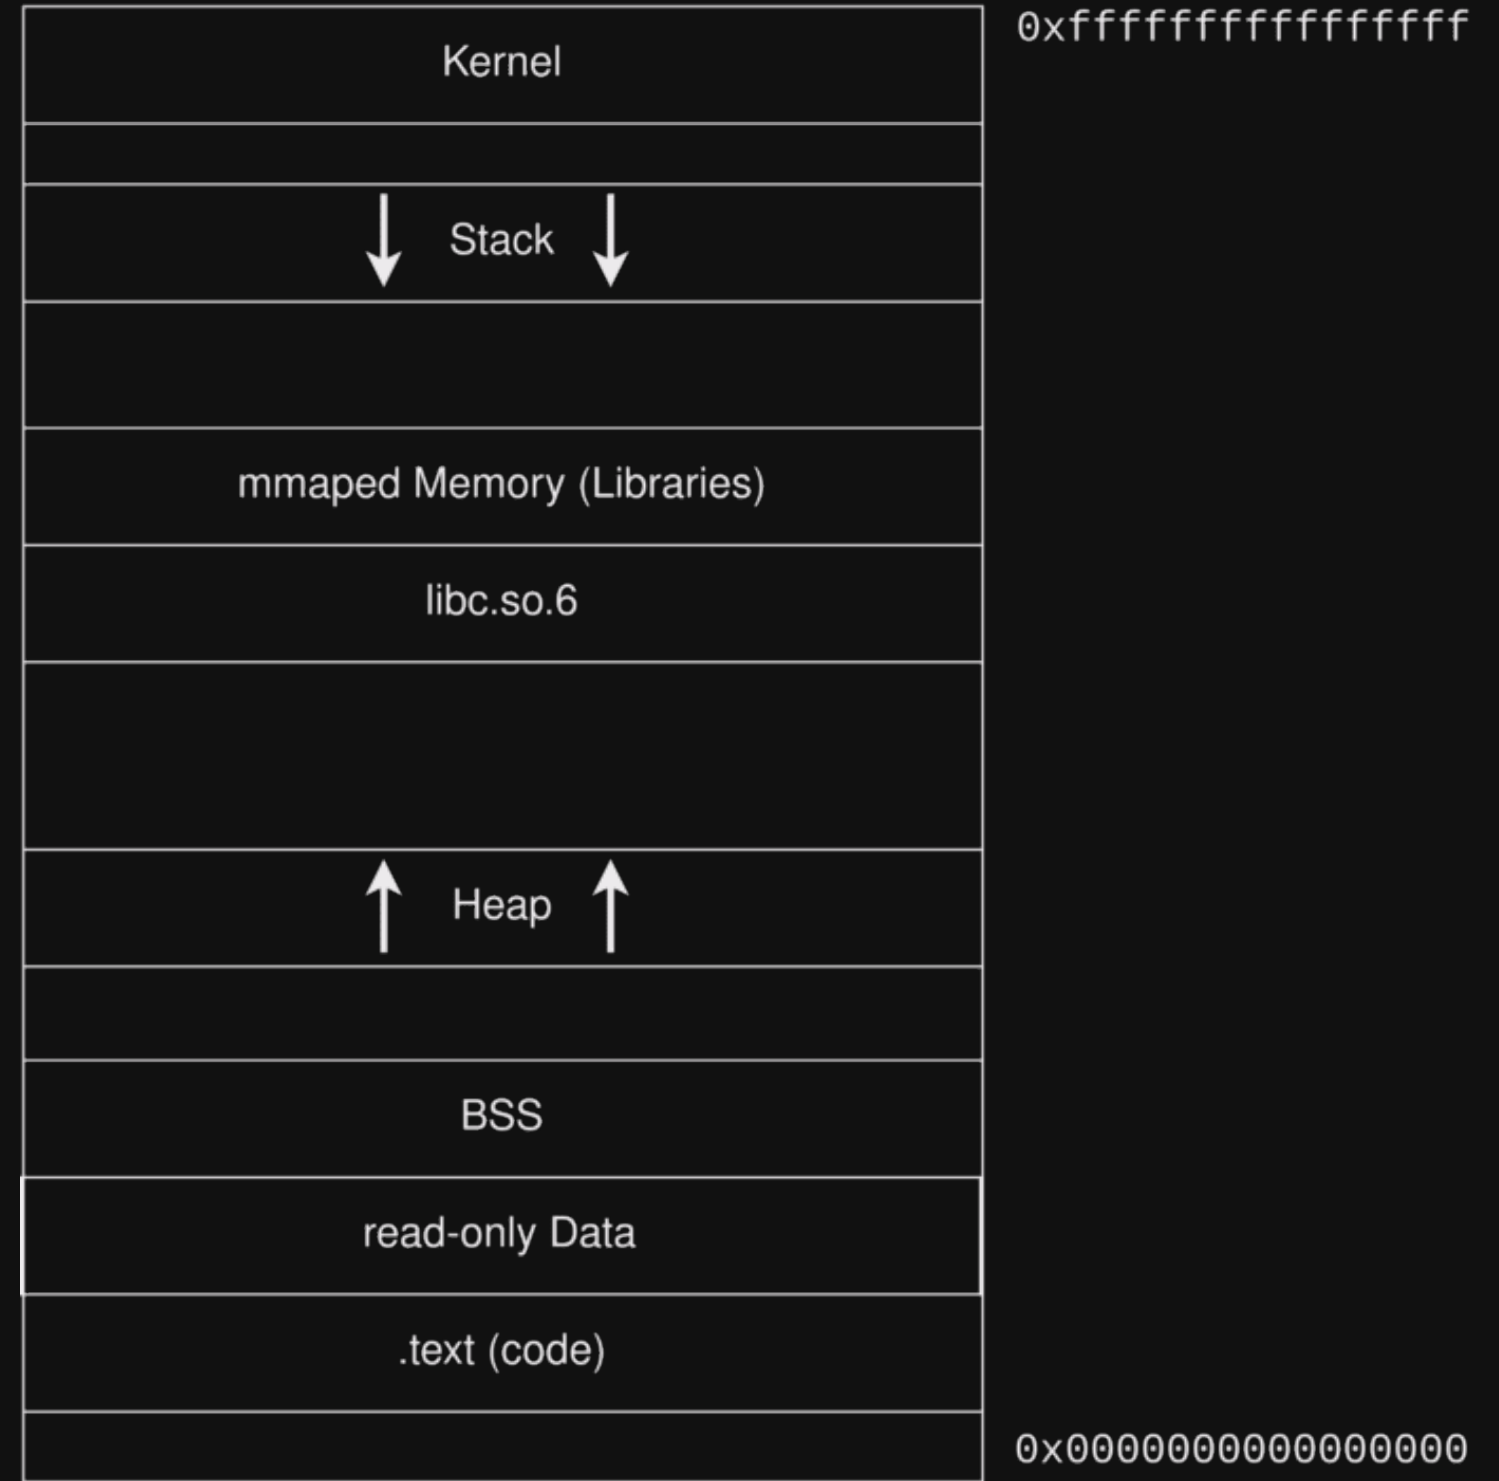 Kernel
0xffffffffffffffff
Stack
mmaped Memory (Libraries)
libc.so.6
Heap
BSS
read-only Data
.text (code)
0x0000000000000000